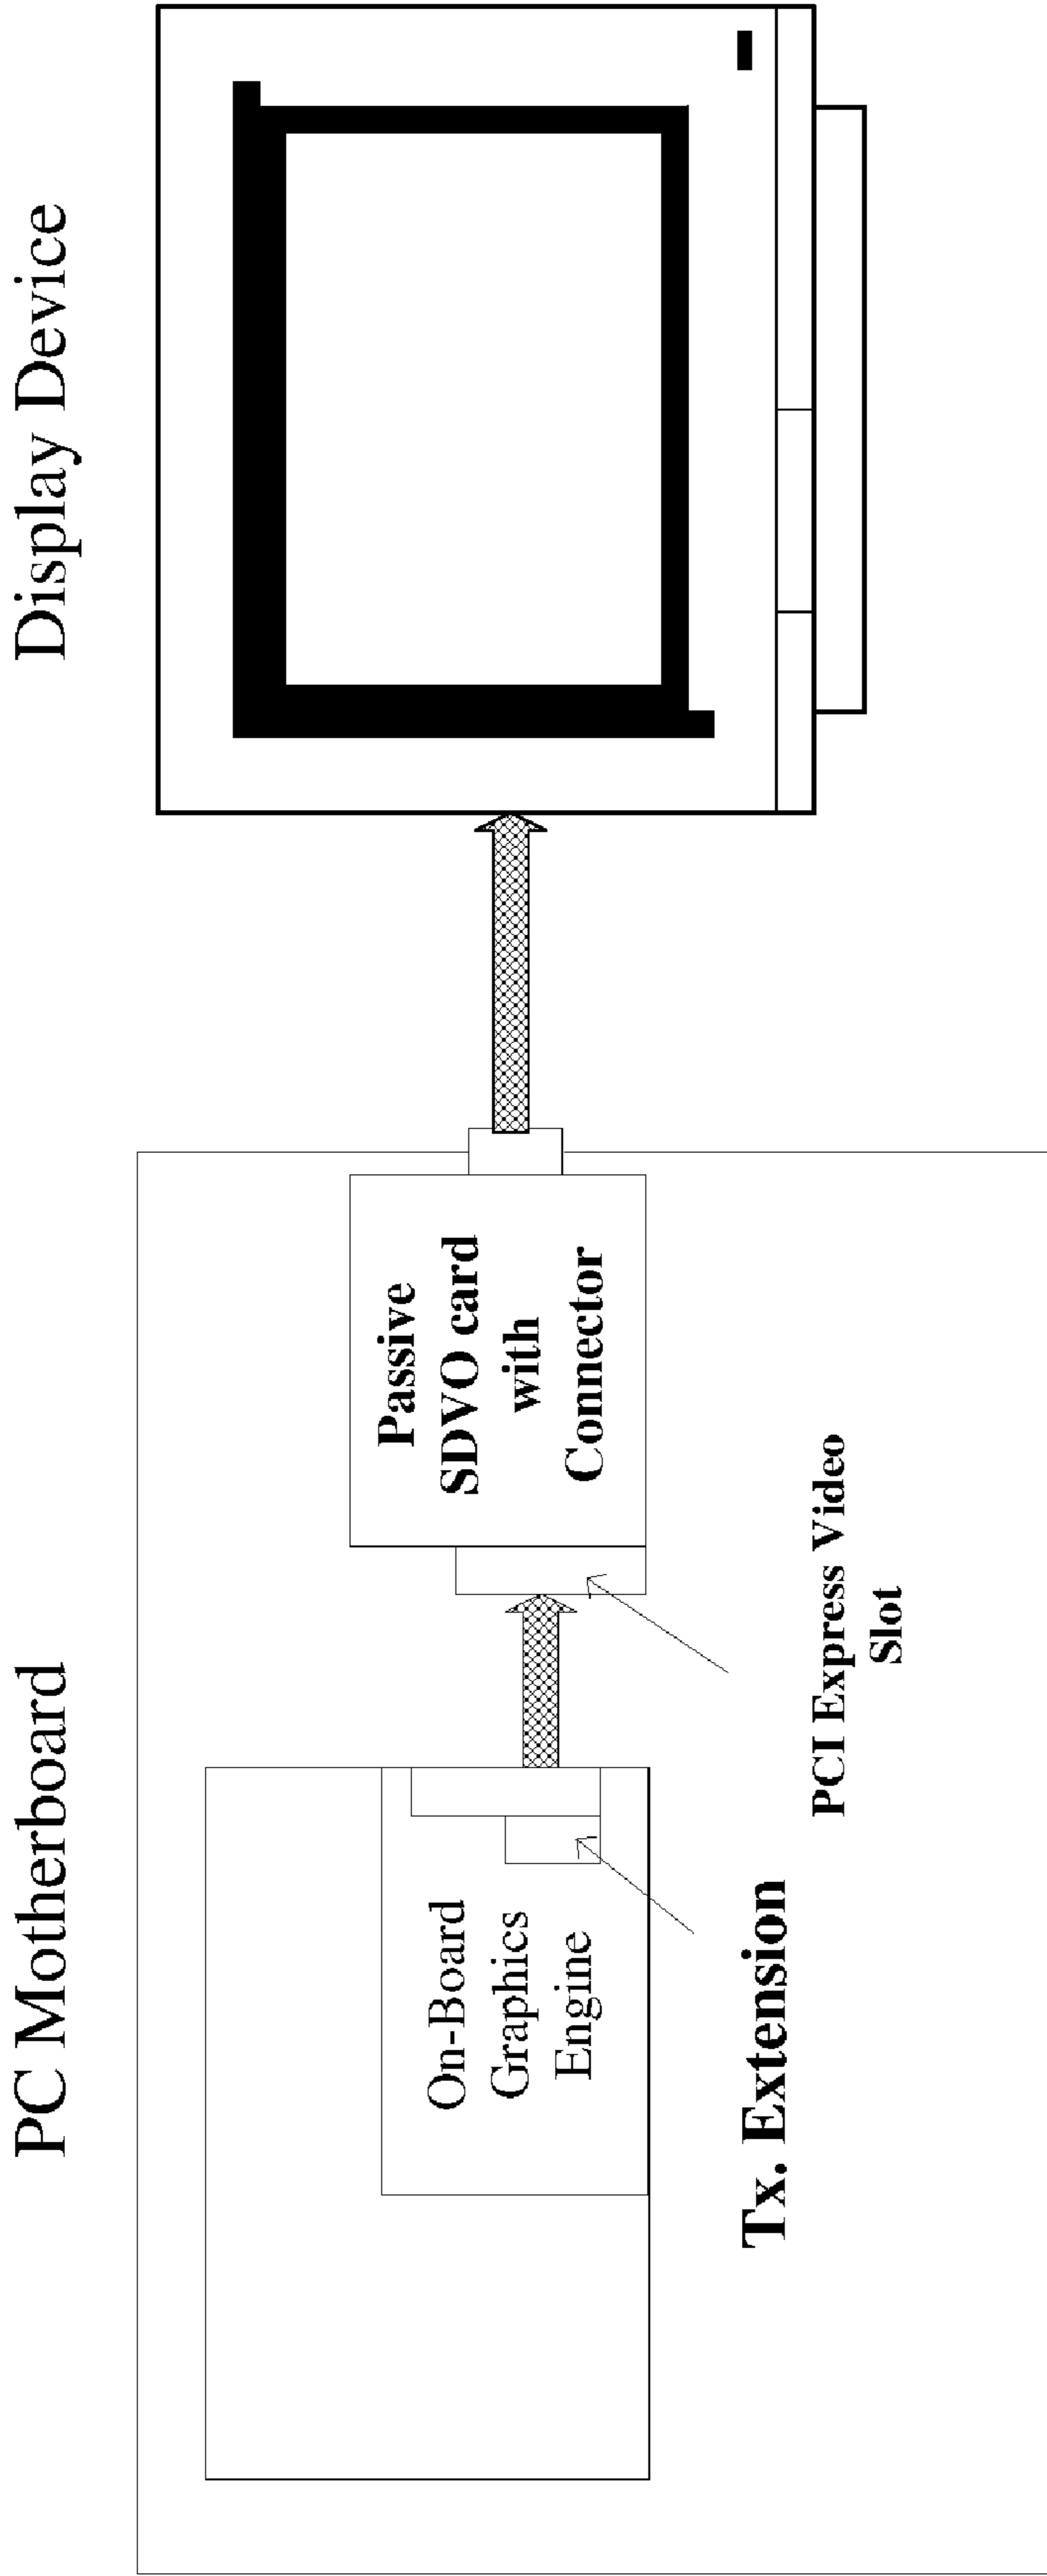 PC Motherboard
Display Device
On-Board
Graphics
Engine
Tx. Extension
Passive
SDVO card
with
Connector
PCI Express Video
Slot